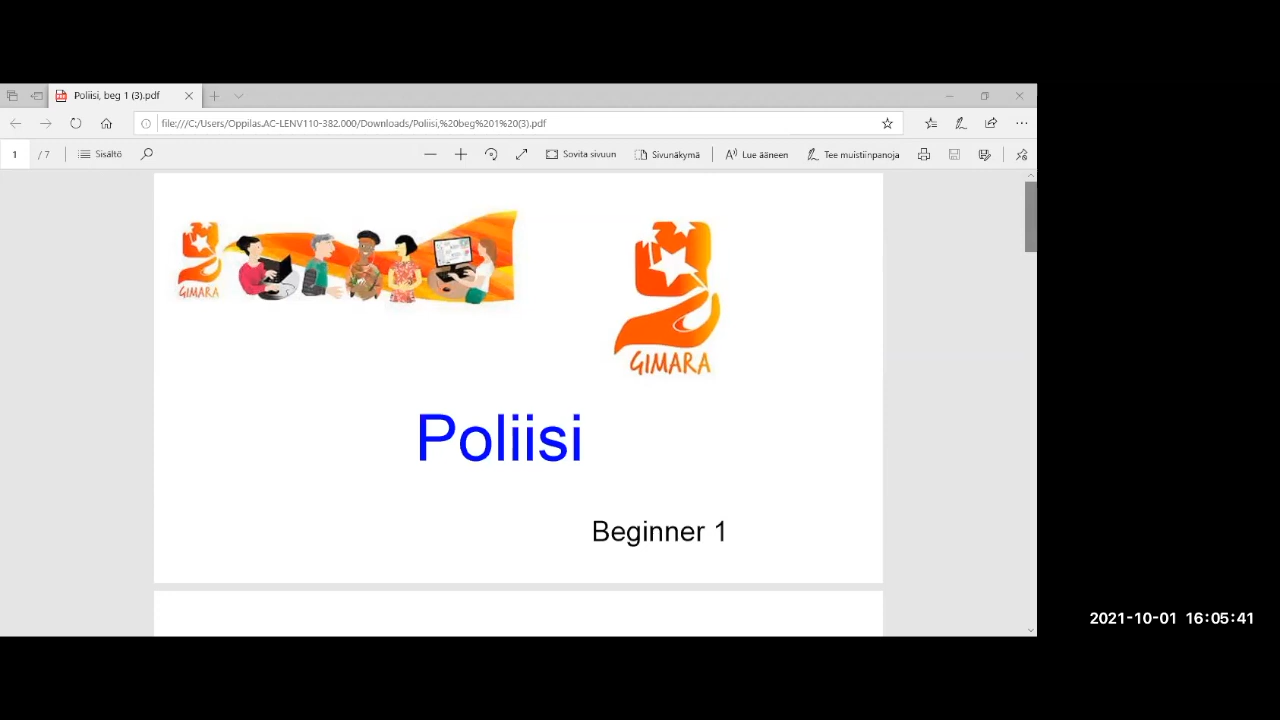 Poliisi, beg 1 (3).pdf
file:///C:/Users/Oppilas.AC-LENV110-382.000/Downloads/Poliisi,%20beg%201%20(3).pdf
1 / 7 Sisältö Sovita sivuun Sivunäkymä Lue ääneen Tee muistiinpanoja
GIMARA
GIMARA
Poliisi
Beginner 1
2021-10-01 16:05:41